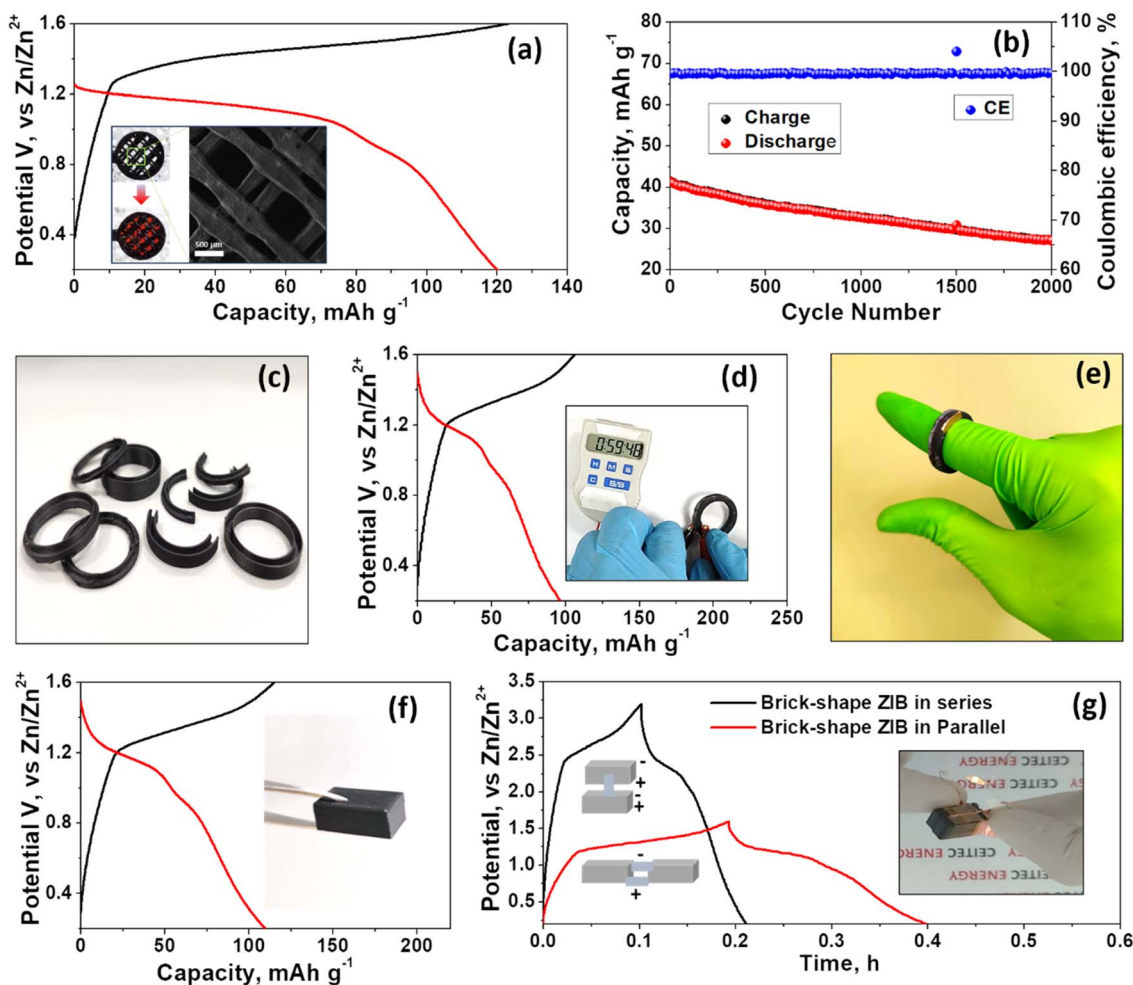 (a)
Potential V, vs Zn/Zn²⁺
1.6
1.2
0.8
0.4
500 µm
0 20 40 60 80 100 120 140
Capacity, mAh g⁻¹
(b)
Capacity, mAh g⁻¹
80
70
60
50
40
30
20
Charge
Discharge
CE
110
100
90
80
70
60
Coulombic efficiency, %
0 500 1000 1500 2000
Cycle Number
(c)
(d)
Potential V, vs Zn/Zn²⁺
1.6
1.2
0.8
0.4
0:59:48
H M S
C S/S
0 50 100 150 200 250
Capacity, mAh g⁻¹
(e)
(f)
Potential V, vs Zn/Zn²⁺
1.6
1.2
0.8
0.4
0 50 100 150 200
Capacity, mAh g⁻¹
(g)
Potential, vs Zn/Zn²⁺
3.5
3.0
2.5
2.0
1.5
1.0
0.5
Brick-shape ZIB in series
Brick-shape ZIB in Parallel
-
+
-
+
-
+
CEITEC ENERGY
CEITEC ENERGY
0.0 0.1 0.2 0.3 0.4 0.5 0.6
Time, h